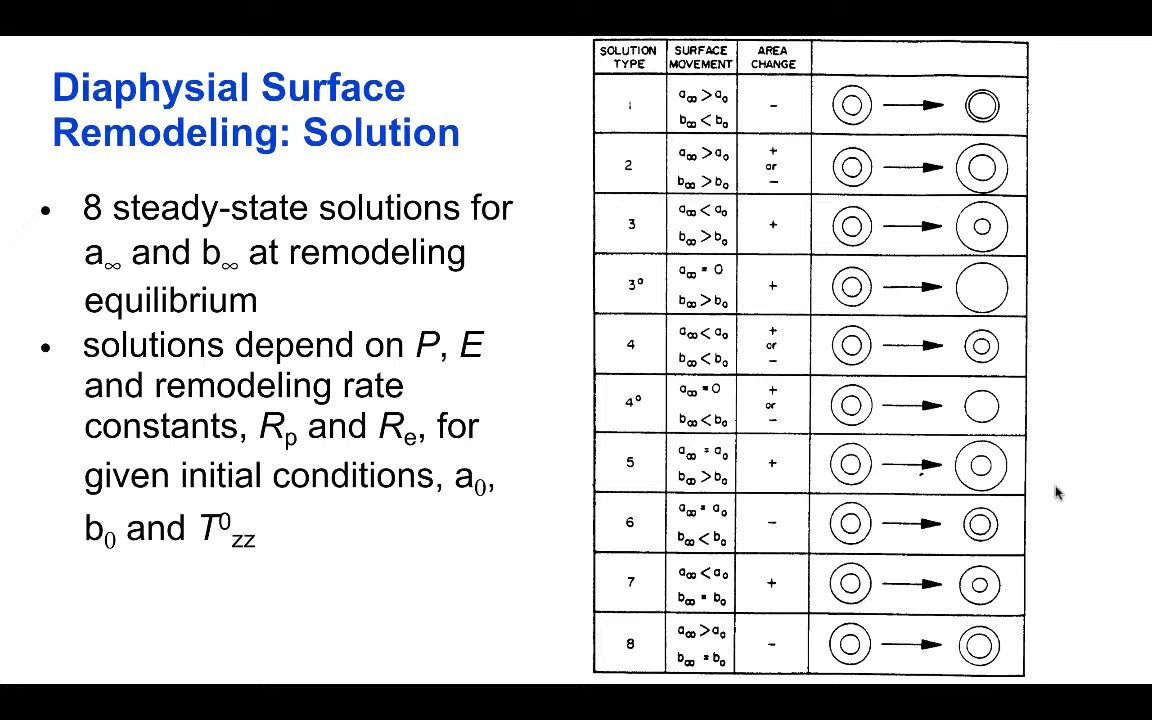 Diaphysial Surface
Remodeling: Solution
• 8 steady-state solutions for
a∞ and b∞ at remodeling
equilibrium
• solutions depend on P, E
and remodeling rate
constants, Rp and Re, for
given initial conditions, a0,
b0 and T0zz
SOLUTION TYPE SURFACE MOVEMENT AREA CHANGE
1 a∞ > a0 b∞ < b0 -
2 a∞ > a0 b∞ > b0 + or -
3 a∞ < a0 b∞ > b0 +
3° a∞ = 0 b∞ > b0 +
4 a∞ < a0 b∞ < b0 + or -
4° a∞ = 0 b∞ < b0 + or -
5 a∞ = a0 b∞ > b0 +
6 a∞ = a0 b∞ < b0 -
7 a∞ < a0 b∞ = b0 +
8 a∞ > a0 b∞ = b0 -